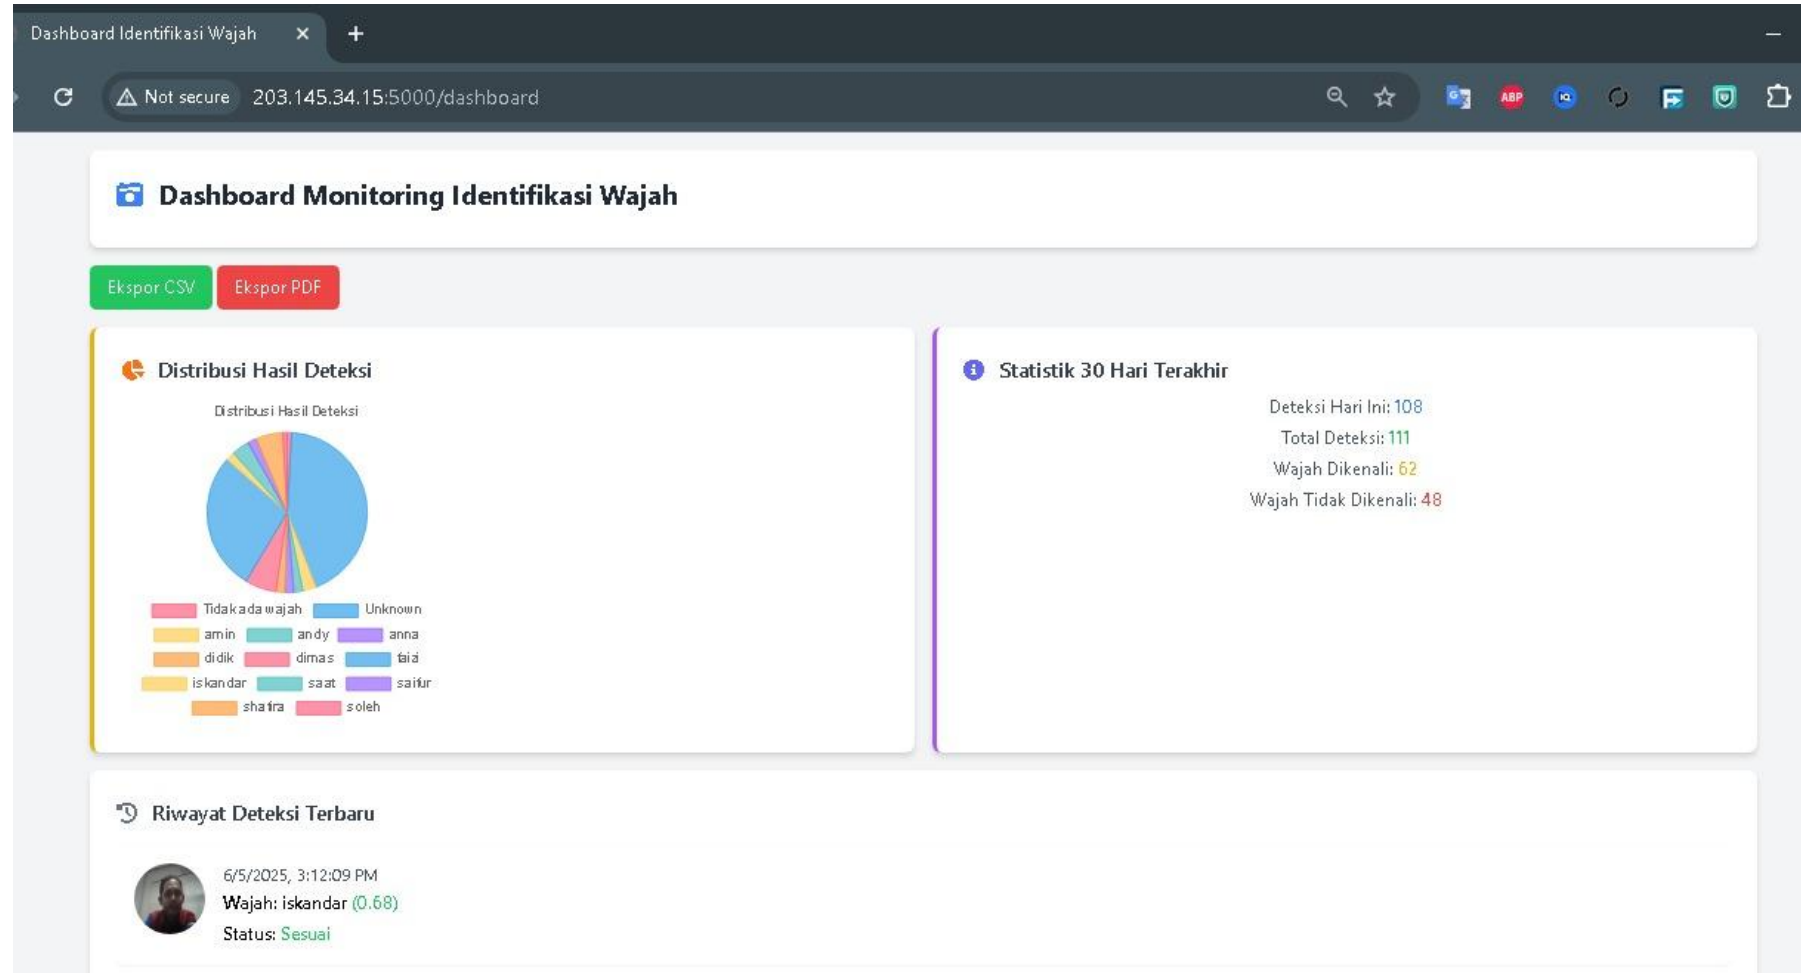 Dashboard Identifikasi Wajah
Not secure 203.145.34.15:5000/dashboard
ABP
IQ
Dashboard Monitoring Identifikasi Wajah
Ekspor CSV Ekspor PDF
Distribusi Hasil Deteksi
Distribusi Hasil Deteksi
Tidak ada wajah Unknown
amin andy anna
didik dimas faizi
iskandar saat saifur
shafira soleh
Statistik 30 Hari Terakhir
Deteksi Hari Ini: 108
Total Deteksi: 111
Wajah Dikenali: 62
Wajah Tidak Dikenali: 48
Riwayat Deteksi Terbaru
6/5/2025, 3:12:09 PM
Wajah: iskandar (0.68)
Status: Sesuai